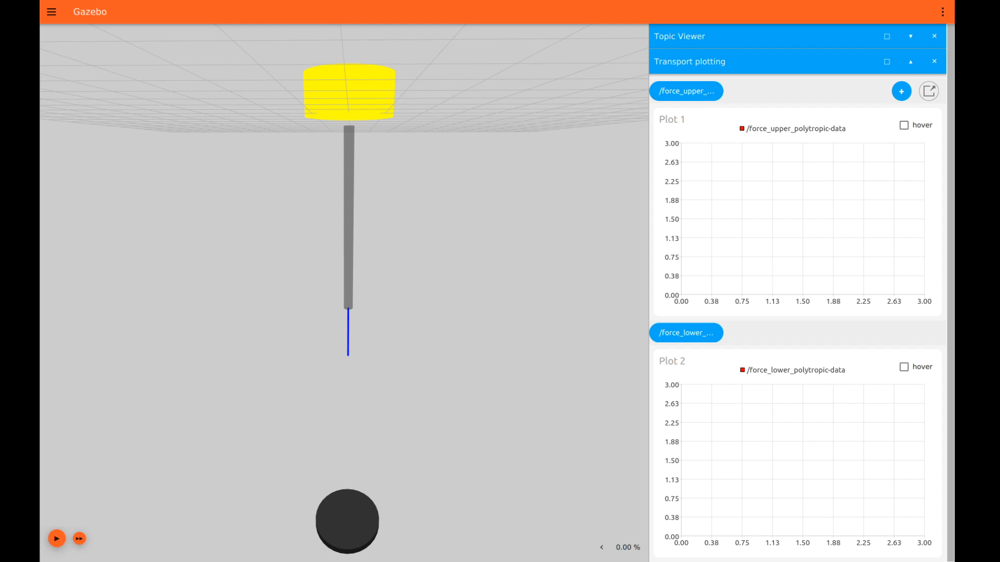 Gazebo
Topic Viewer
Transport plotting
/force_upper_...
+
Plot 1
/force_upper_polytropic-data
hover
3.00
2.63
2.25
1.88
1.50
1.13
0.75
0.38
0.00
0.00 0.38 0.75 1.13 1.50 1.88 2.25 2.63 3.00
/force_lower_...
Plot 2
/force_lower_polytropic-data
hover
3.00
2.63
2.25
1.88
1.50
1.13
0.75
0.38
0.00
0.00 0.38 0.75 1.13 1.50 1.88 2.25 2.63 3.00
0.00 %